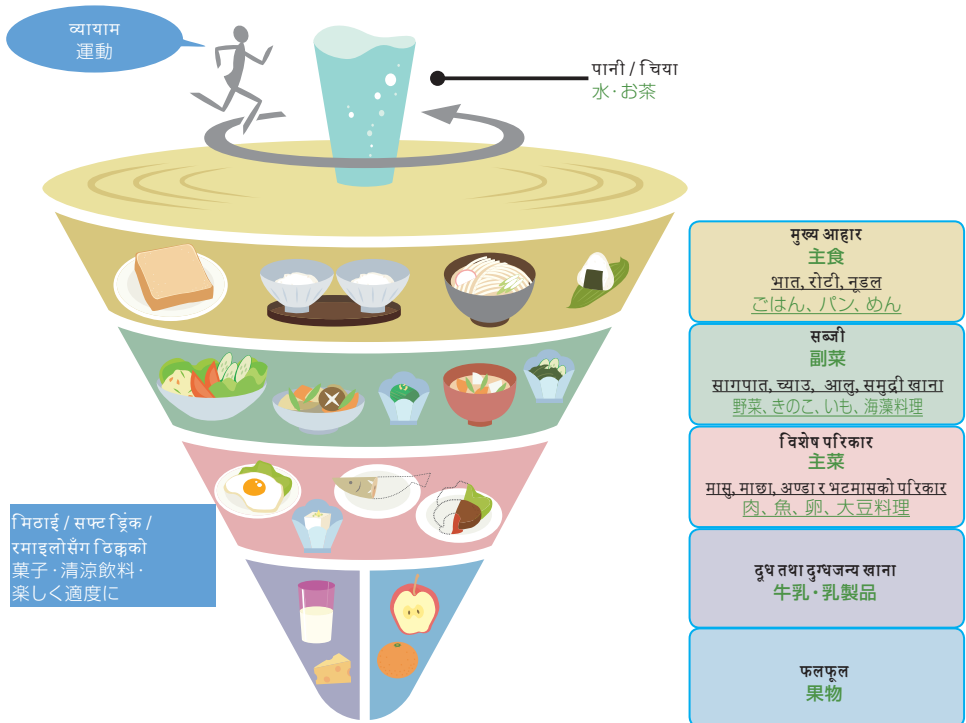 व्यायाम
運動
पानी / चिया
水・お茶
मुख्य आहार
主食
भात, रोटी, नूडल
ごはん、パン、めん
सब्जी
副菜
सागपात, च्याउ, आलु, समुद्री खाना
野菜、きのこ、いも、海藻料理
विशेष परिकार
主菜
मासु, माछा, अण्डा र भटमासको परिकार
肉、魚、卵、大豆料理
मिठाई / सफ्ट ड्रिंक /
रमाइलोसँग ठिक्कको
菓子・清涼飲料・
楽しく適度に
दूध तथा दुग्धजन्य खाना
牛乳・乳製品
फलफूल
果物